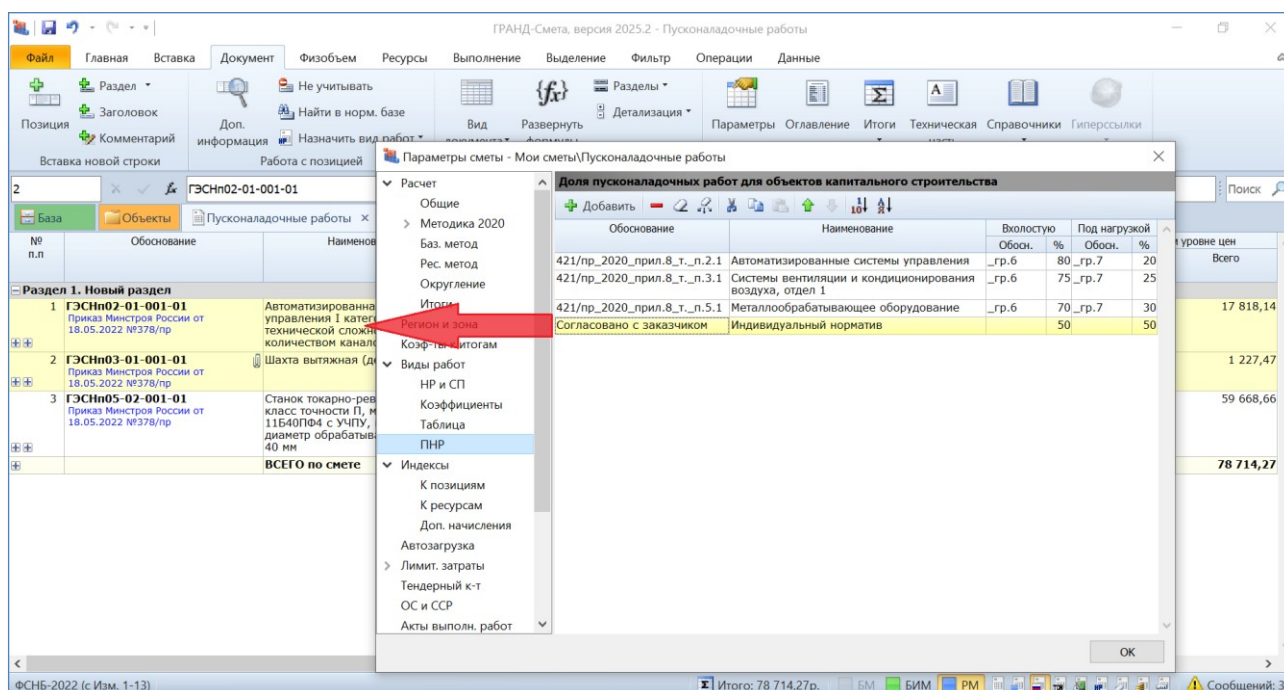 ГРАНД-Смета, версия 2025.2 - Пусконаладочные работы
Файл Главная Вставка Документ Физобъем Ресурсы Выполнение Выделение Фильтр Операции Данные
Позиция
Раздел
Заголовок
Комментарий
Вставка новой строки
Доп.
информация
Не учитывать
Найти в норм. базе
Назначить вид работ
Работа с позицией
Вид
Развернуть
Разделы
Детализация
Параметры Оглавление Итоги Техническая Справочники Гиперссылки
2 fx ГЭСНп02-01-001-01
Поиск
База Объекты Пусконаладочные работы
№
п.п
Обоснование
Наименов
уровне цен
Всего
Раздел 1. Новый раздел
1 ГЭСНп02-01-001-01
Приказ Минстроя России от
18.05.2022 №378/пр
Автоматизированна
управления I катег
технической сложн
количеством канало
17 818,14
2 ГЭСНп03-01-001-01
Приказ Минстроя России от
18.05.2022 №378/пр
Шахта вытяжная (д
1 227,47
3 ГЭСНп05-02-001-01
Приказ Минстроя России от
18.05.2022 №378/пр
Станок токарно-рев
класс точности П, м
11Б40ПФ4 с УЧПУ,
диаметр обрабатыва
40 мм
59 668,66
ВСЕГО по смете
78 714,27
Параметры сметы - Мои сметы\Пусконаладочные работы
Расчет
Общие
Методика 2020
Баз. метод
Рес. метод
Округление
Итоги
Регион и зона
Коэф-ты к итогам
Виды работ
НР и СП
Коэффициенты
Таблица
ПНР
Индексы
К позициям
К ресурсам
Доп. начисления
Автозагрузка
Лимит. затраты
Тендерный к-т
ОС и ССР
Акты выполн. работ
Доля пусконаладочных работ для объектов капитального строительства
Добавить
Обоснование Наименование Вхолостую Под нагрузкой
Обосн. % Обосн. %
421/пр_2020_прил.8_т._п.2.1 Автоматизированные системы управления _гр.6 80 _гр.7 20
421/пр_2020_прил.8_т._п.3.1 Системы вентиляции и кондиционирования _гр.6 75 _гр.7 25
воздуха, отдел 1
421/пр_2020_прил.8_т._п.5.1 Металлообрабатывающее оборудование _гр.6 70 _гр.7 30
Согласовано с заказчиком Индивидуальный норматив 50 50
ОК
ФСНБ-2022 (с Изм. 1-13)
Σ Итого: 78 714,27р. БМ БИМ РМ
Сообщений: 3